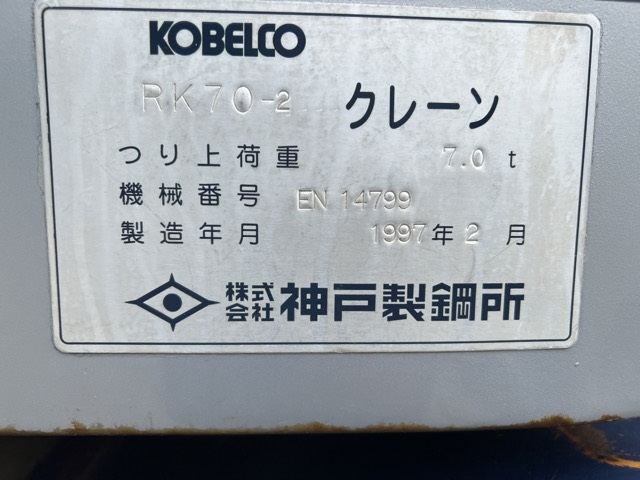 KOBELCO
RK70-2 クレーン
つり上荷重 7.0 t
機械番号 EN 14799
製造年月 1997年2月
株式会社 神戸製鋼所